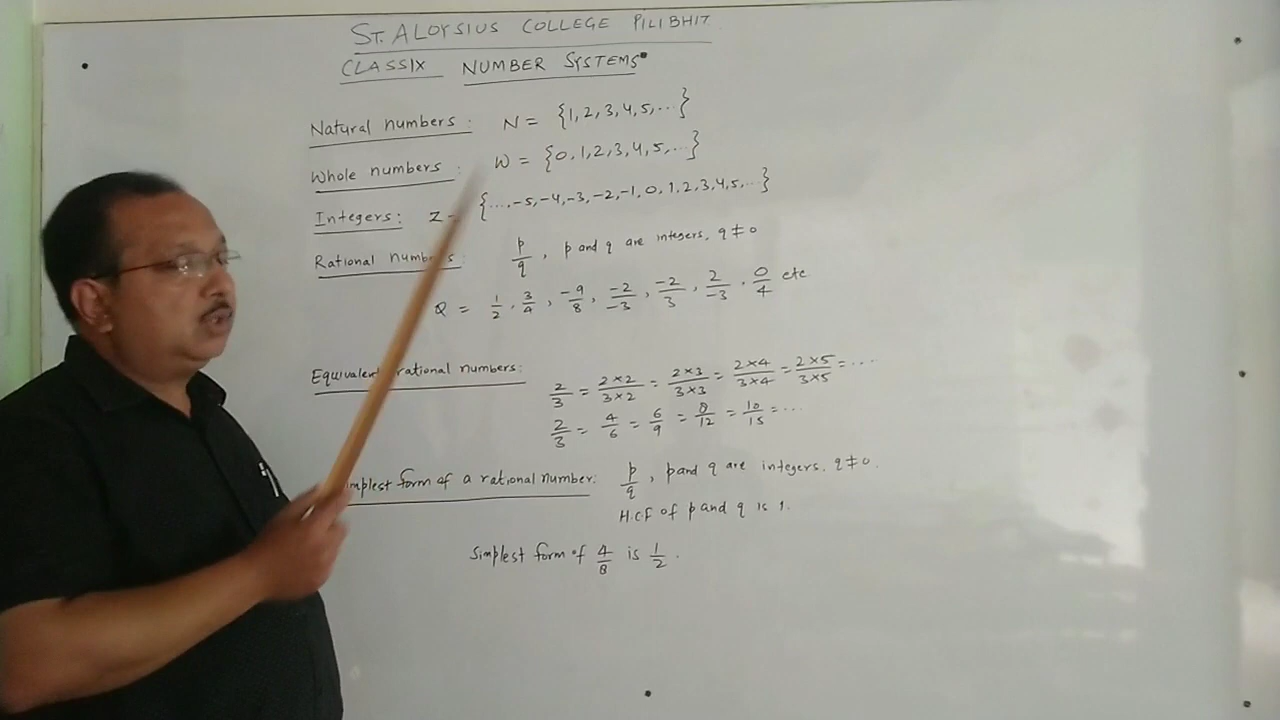 ST. ALOYSIUS COLLEGE PILIBHIT
CLASS IX NUMBER SYSTEMS
Natural numbers: N = {1, 2, 3, 4, 5, ...}
Whole numbers: W = {0, 1, 2, 3, 4, 5, ...}
Integers: Z = {..., -5, -4, -3, -2, -1, 0, 1, 2, 3, 4, 5, ...}
Rational numbers: p/q, p and q are integers, q ≠ 0
Q = 1/2, 3/4, -9/8, -2/-3, -2/3, 2/-3, 0/4 etc
Equivalent rational numbers:
2/3 = 2×2/3×2 = 2×3/3×3 = 2×4/3×4 = 2×5/3×5 = ....
2/3 = 4/6 = 6/9 = 8/12 = 10/15 = ...
Simplest form of a rational number: p/q, p and q are integers, q ≠ 0.
H.C.F of p and q is 1.
Simplest form of 4/8 is 1/2.